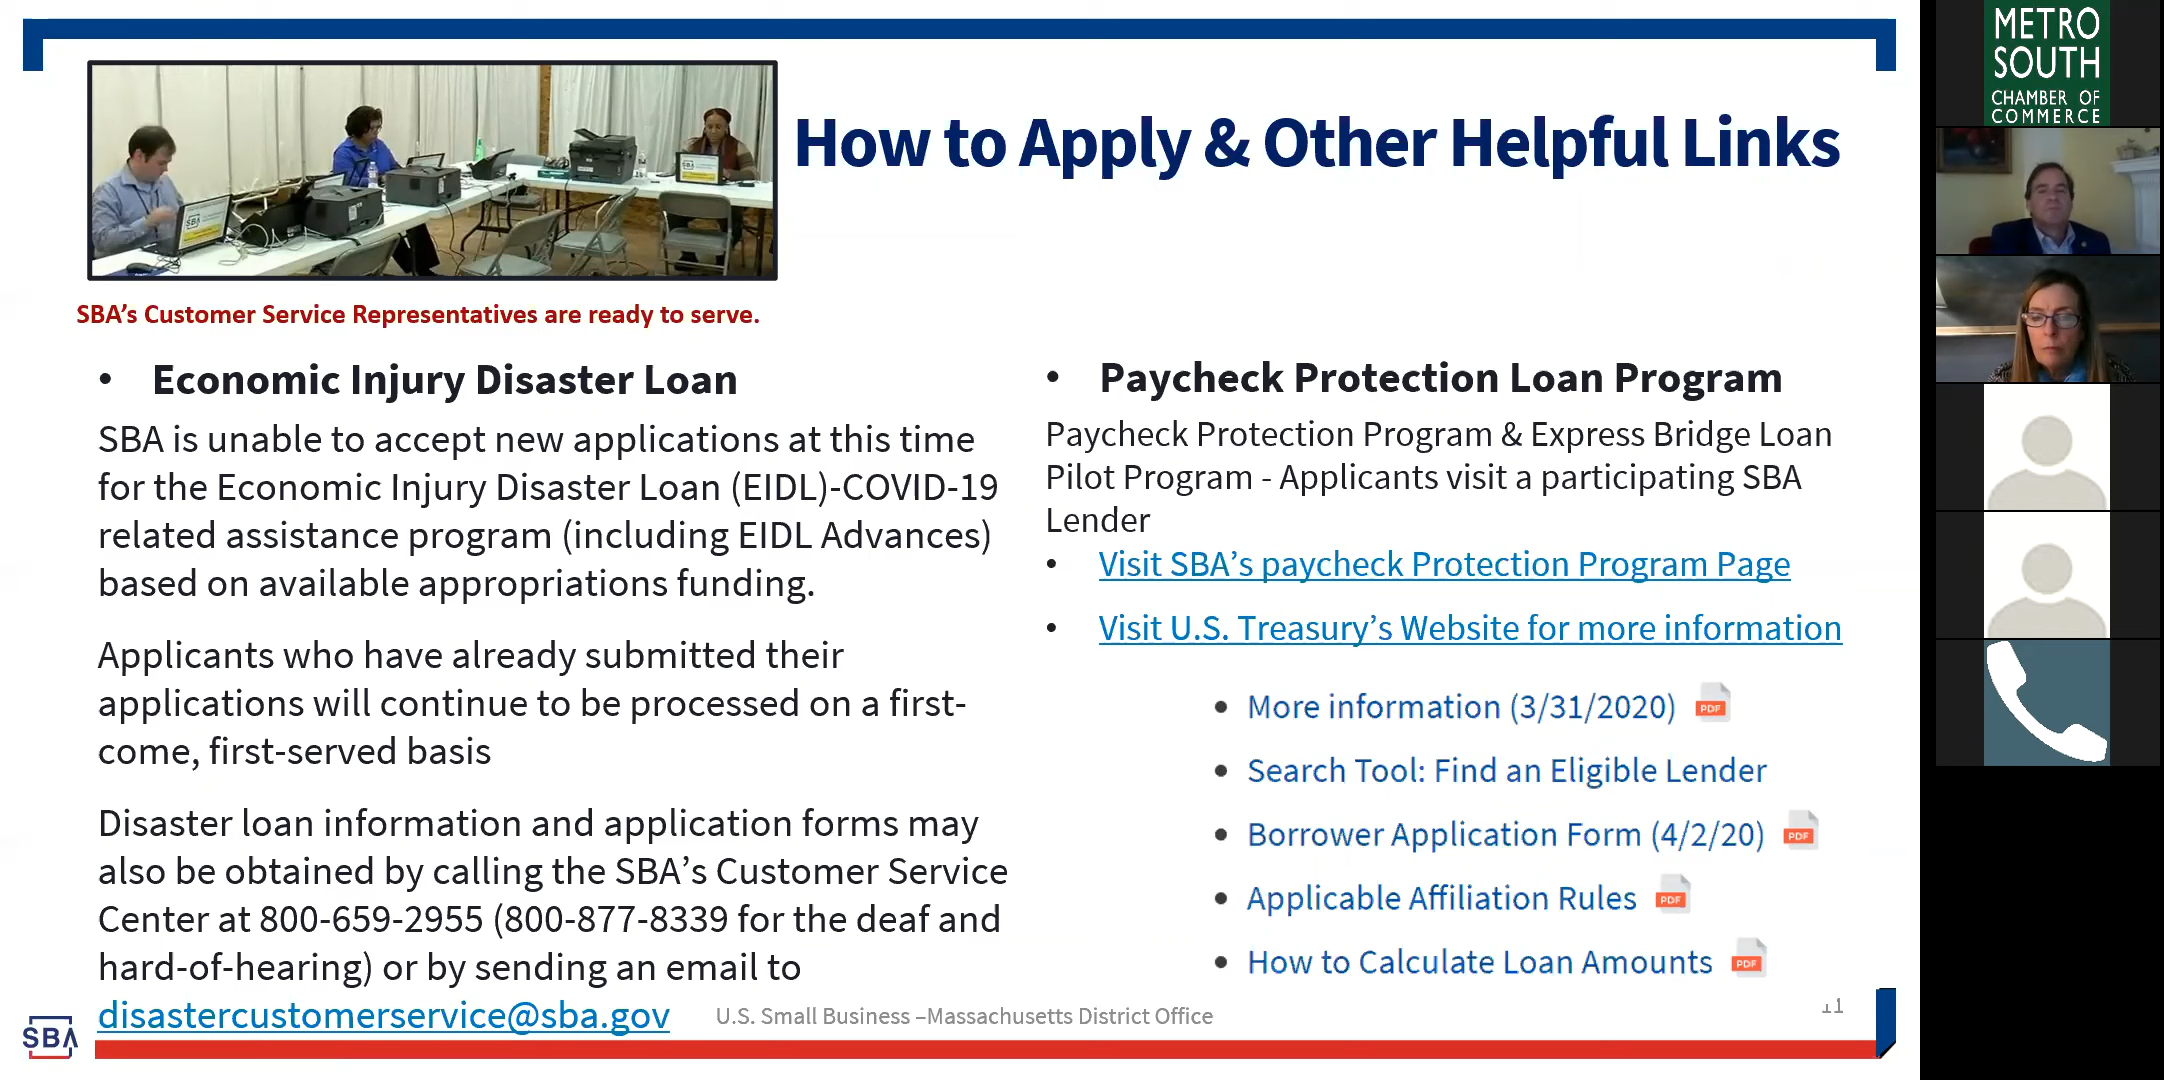 How to Apply & Other Helpful Links
SBA
SBA's Customer Service Representatives are ready to serve.
• Economic Injury Disaster Loan
SBA is unable to accept new applications at this time
for the Economic Injury Disaster Loan (EIDL)-COVID-19
related assistance program (including EIDL Advances)
based on available appropriations funding.
Applicants who have already submitted their
applications will continue to be processed on a first-
come, first-served basis
Disaster loan information and application forms may
also be obtained by calling the SBA's Customer Service
Center at 800-659-2955 (800-877-8339 for the deaf and
hard-of-hearing) or by sending an email to
disastercustomerservice@sba.gov
• Paycheck Protection Loan Program
Paycheck Protection Program & Express Bridge Loan
Pilot Program - Applicants visit a participating SBA
Lender
• Visit SBA's paycheck Protection Program Page
• Visit U.S. Treasury's Website for more information
• More information (3/31/2020) PDF
• Search Tool: Find an Eligible Lender
• Borrower Application Form (4/2/20) PDF
• Applicable Affiliation Rules PDF
• How to Calculate Loan Amounts PDF
SBA
U.S. Small Business –Massachusetts District Office
11
METRO
SOUTH
CHAMBER OF
COMMERCE